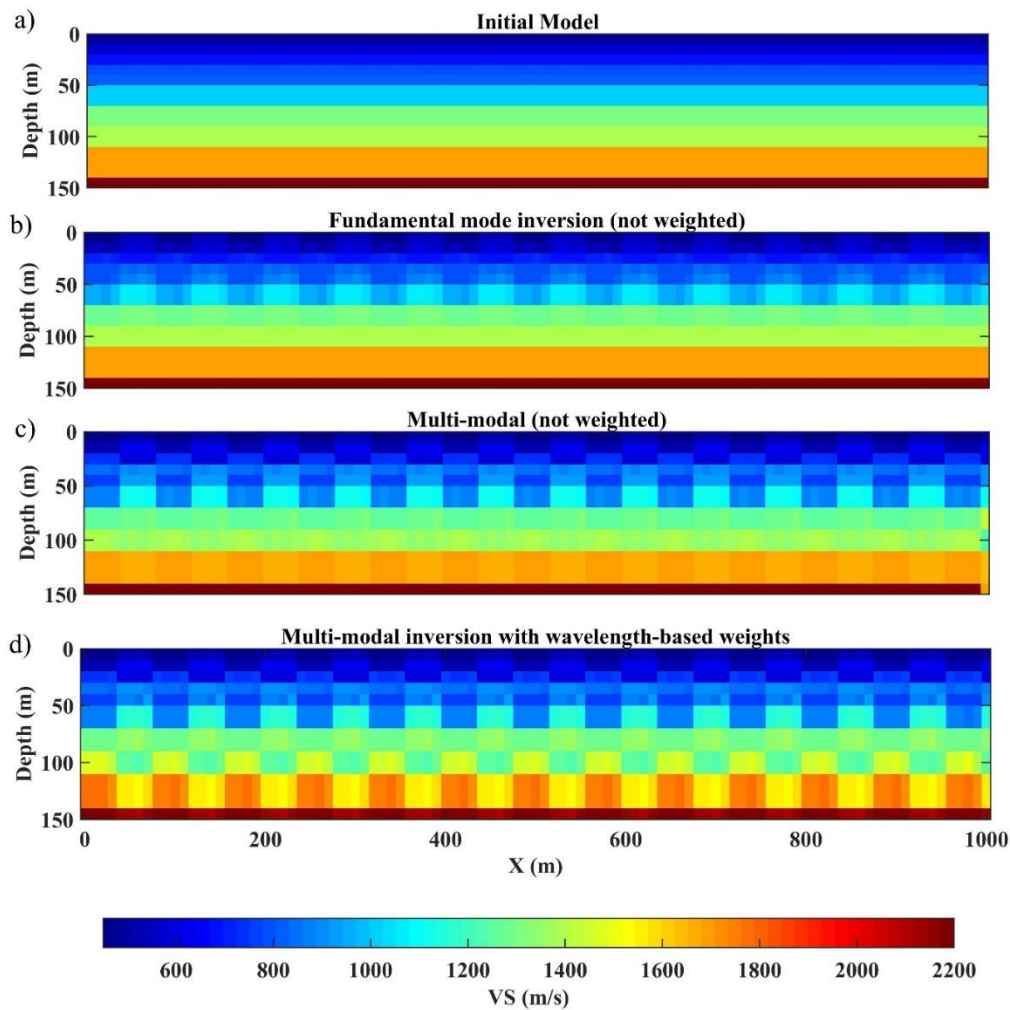 a)
Initial Model
0
50
100
150
Depth (m)
b)
Fundamental mode inversion (not weighted)
0
50
100
150
Depth (m)
c)
Multi-modal (not weighted)
0
50
100
150
Depth (m)
d)
Multi-modal inversion with wavelength-based weights
0
50
100
150
Depth (m)
0 200 400 600 800 1000
X (m)
600 800 1000 1200 1400 1600 1800 2000 2200
VS (m/s)